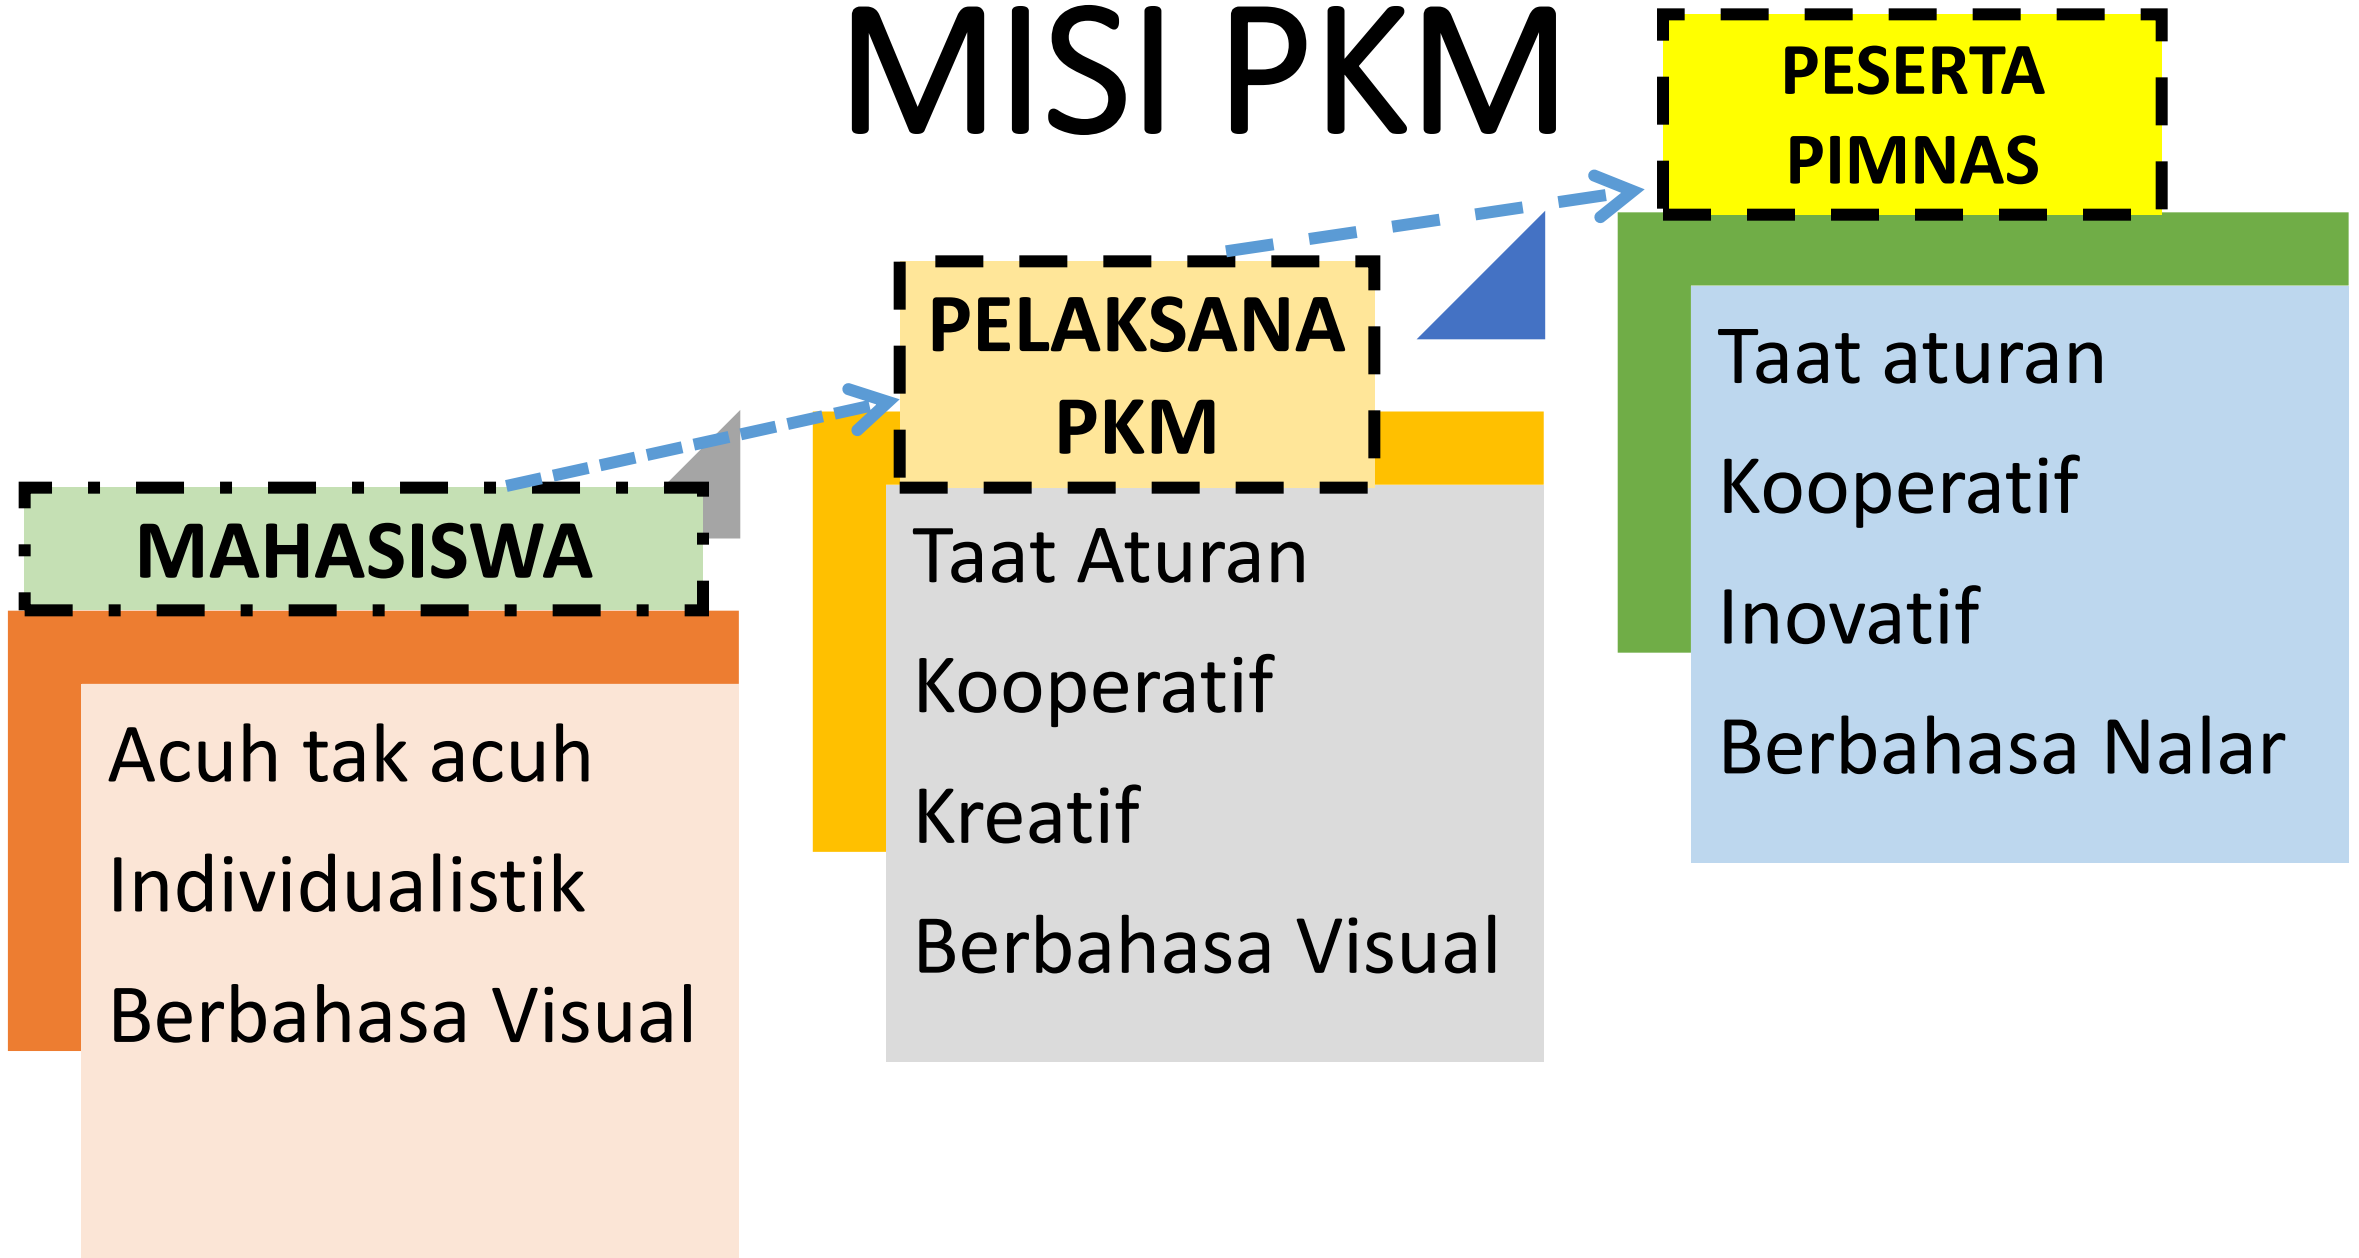 MISI PKM
MAHASISWA
Acuh tak acuh
Individualistik
Berbahasa Visual
PELAKSANA
PKM
Taat Aturan
Kooperatif
Kreatif
Berbahasa Visual
PESERTA
PIMNAS
Taat aturan
Kooperatif
Inovatif
Berbahasa Nalar